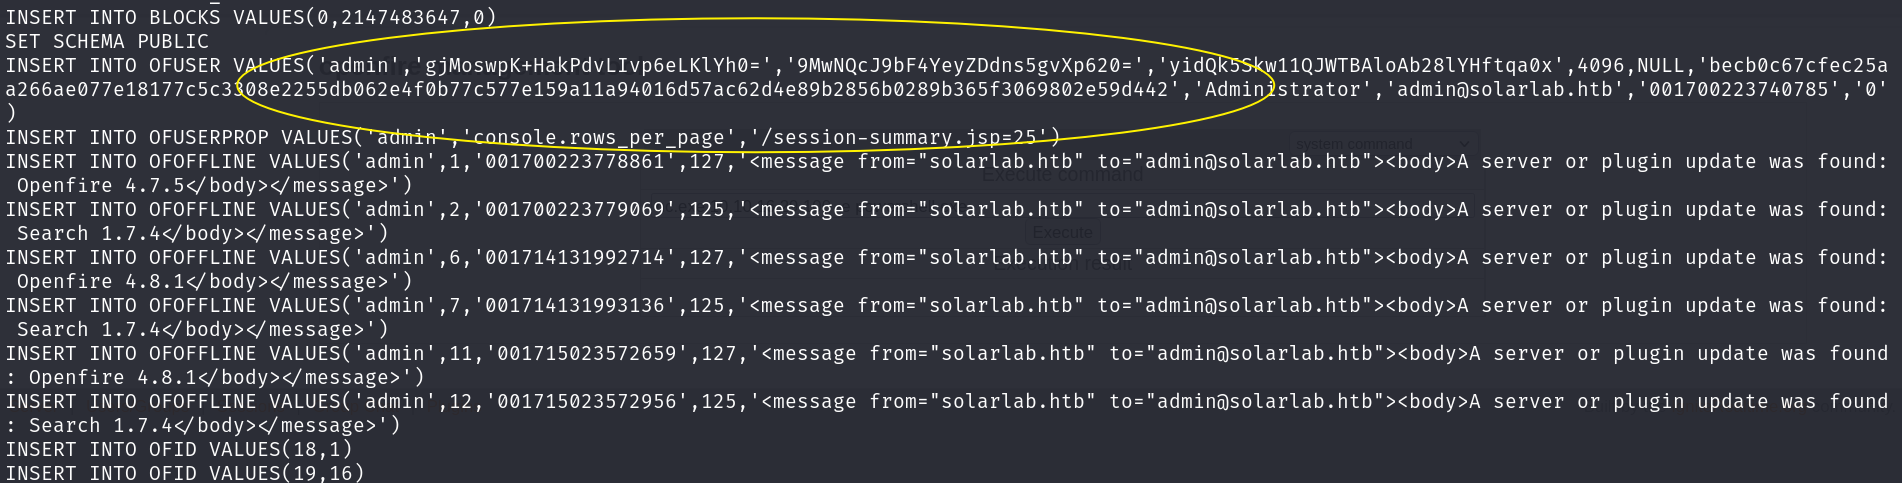 INSERT INTO BLOCKS VALUES(0,2147483647,0)
SET SCHEMA PUBLIC
INSERT INTO OFUSER VALUES('admin','gjMoswpK+HakPdvLIvp6eLKlYh0=','9MwNQcJ9bF4YeyZDdns5gvXp620=','yidQk5Skw11QJWTBAloAb28lYHftqa0x',4096,NULL,'becb0c67cfec25a
a266ae077e18177c5c3308e2255db062e4f0b77c577e159a11a94016d57ac62d4e89b2856b0289b365f3069802e59d442','Administrator','admin@solarlab.htb','001700223740785','0'
)
INSERT INTO OFUSERPROP VALUES('admin','console.rows_per_page','/session-summary.jsp=25')
INSERT INTO OFOFFLINE VALUES('admin',1,'001700223778861',127,'<message from="solarlab.htb" to="admin@solarlab.htb"><body>A server or plugin update was found:
Openfire 4.7.5</body></message>')
INSERT INTO OFOFFLINE VALUES('admin',2,'001700223779069',125,'<message from="solarlab.htb" to="admin@solarlab.htb"><body>A server or plugin update was found:
Search 1.7.4</body></message>')
INSERT INTO OFOFFLINE VALUES('admin',6,'001714131992714',127,'<message from="solarlab.htb" to="admin@solarlab.htb"><body>A server or plugin update was found:
Openfire 4.8.1</body></message>')
INSERT INTO OFOFFLINE VALUES('admin',7,'001714131993136',125,'<message from="solarlab.htb" to="admin@solarlab.htb"><body>A server or plugin update was found:
Search 1.7.4</body></message>')
INSERT INTO OFOFFLINE VALUES('admin',11,'001715023572659',127,'<message from="solarlab.htb" to="admin@solarlab.htb"><body>A server or plugin update was found
: Openfire 4.8.1</body></message>')
INSERT INTO OFOFFLINE VALUES('admin',12,'001715023572956',125,'<message from="solarlab.htb" to="admin@solarlab.htb"><body>A server or plugin update was found
: Search 1.7.4</body></message>')
INSERT INTO OFID VALUES(18,1)
INSERT INTO OFID VALUES(19,16)
system command
Execute command
Execute
Execution result